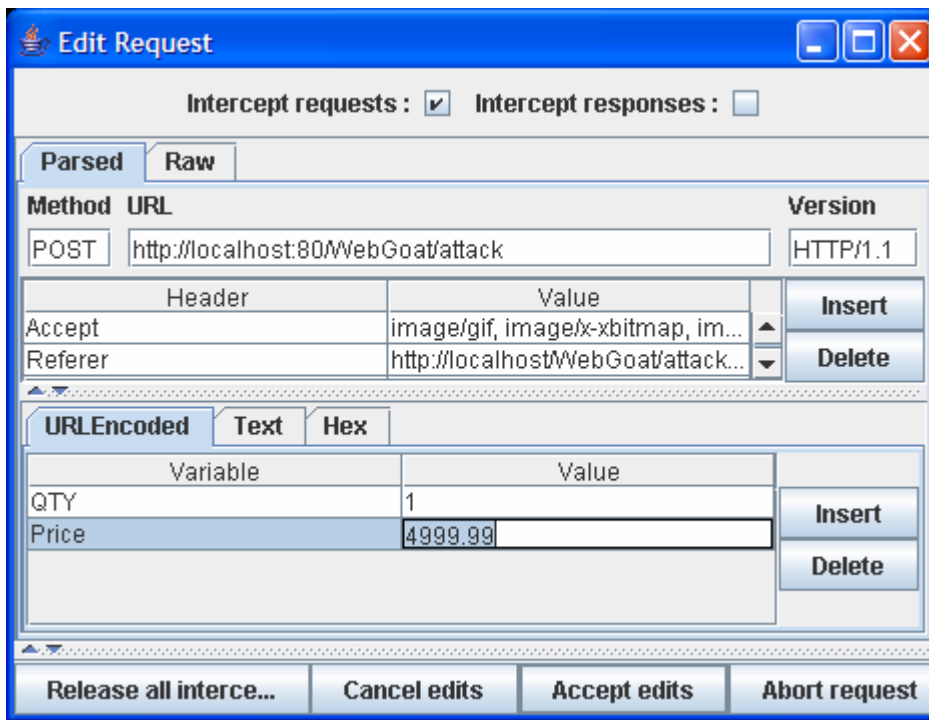 Edit Request
Intercept requests : Intercept responses :
Parsed Raw
Method URL Version
POST http://localhost:80/WebGoat/attack HTTP/1.1
Header Value Insert
Accept image/gif, image/x-xbitmap, im...
Referer http://localhost/WebGoat/attack... Delete
URLEncoded Text Hex
Variable Value
QTY 1 Insert
Price 4999.99
Delete
Release all interce... Cancel edits Accept edits Abort request